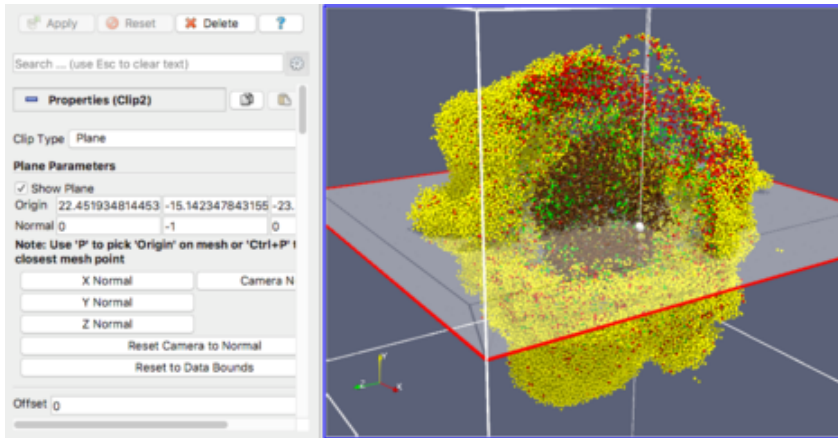 Apply Reset Delete ?
Search ... (use Esc to clear text)
Properties (Clip2)
Clip Type Plane
Plane Parameters
Show Plane
Origin 22.451934814453 -15.142347843155 -23.
Normal 0 -1 0
Note: Use 'P' to pick 'Origin' on mesh or 'Ctrl+P' t
closest mesh point
X Normal Camera N
Y Normal
Z Normal
Reset Camera to Normal
Reset to Data Bounds
Offset 0
Y
Z X